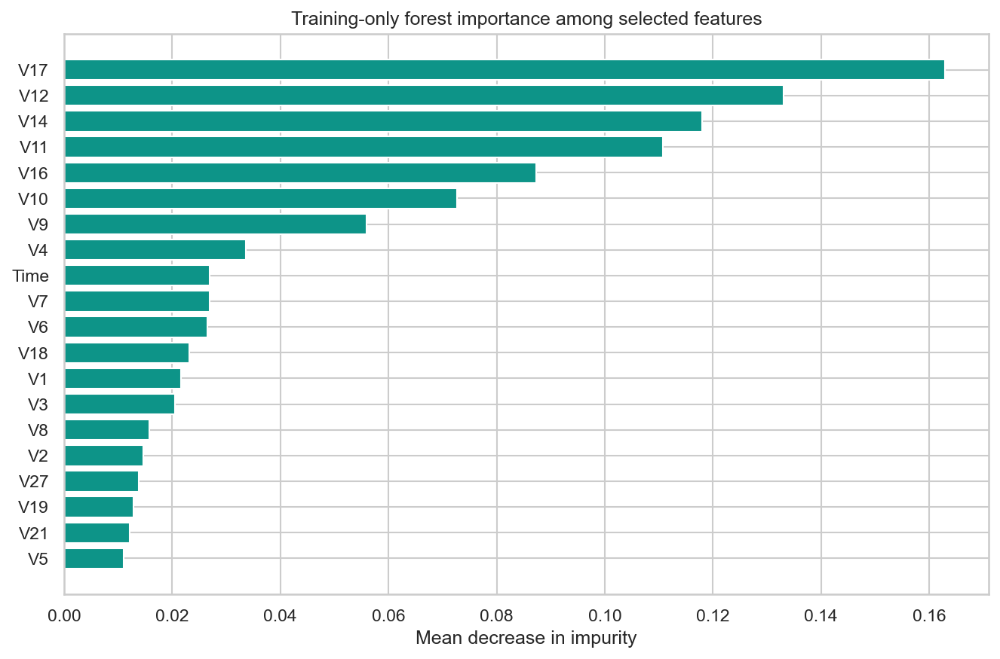 Training-only forest importance among selected features
V17
V12
V14
V11
V16
V10
V9
V4
Time
V7
V6
V18
V1
V3
V8
V2
V27
V19
V21
V5
0.00 0.02 0.04 0.06 0.08 0.10 0.12 0.14 0.16
Mean decrease in impurity